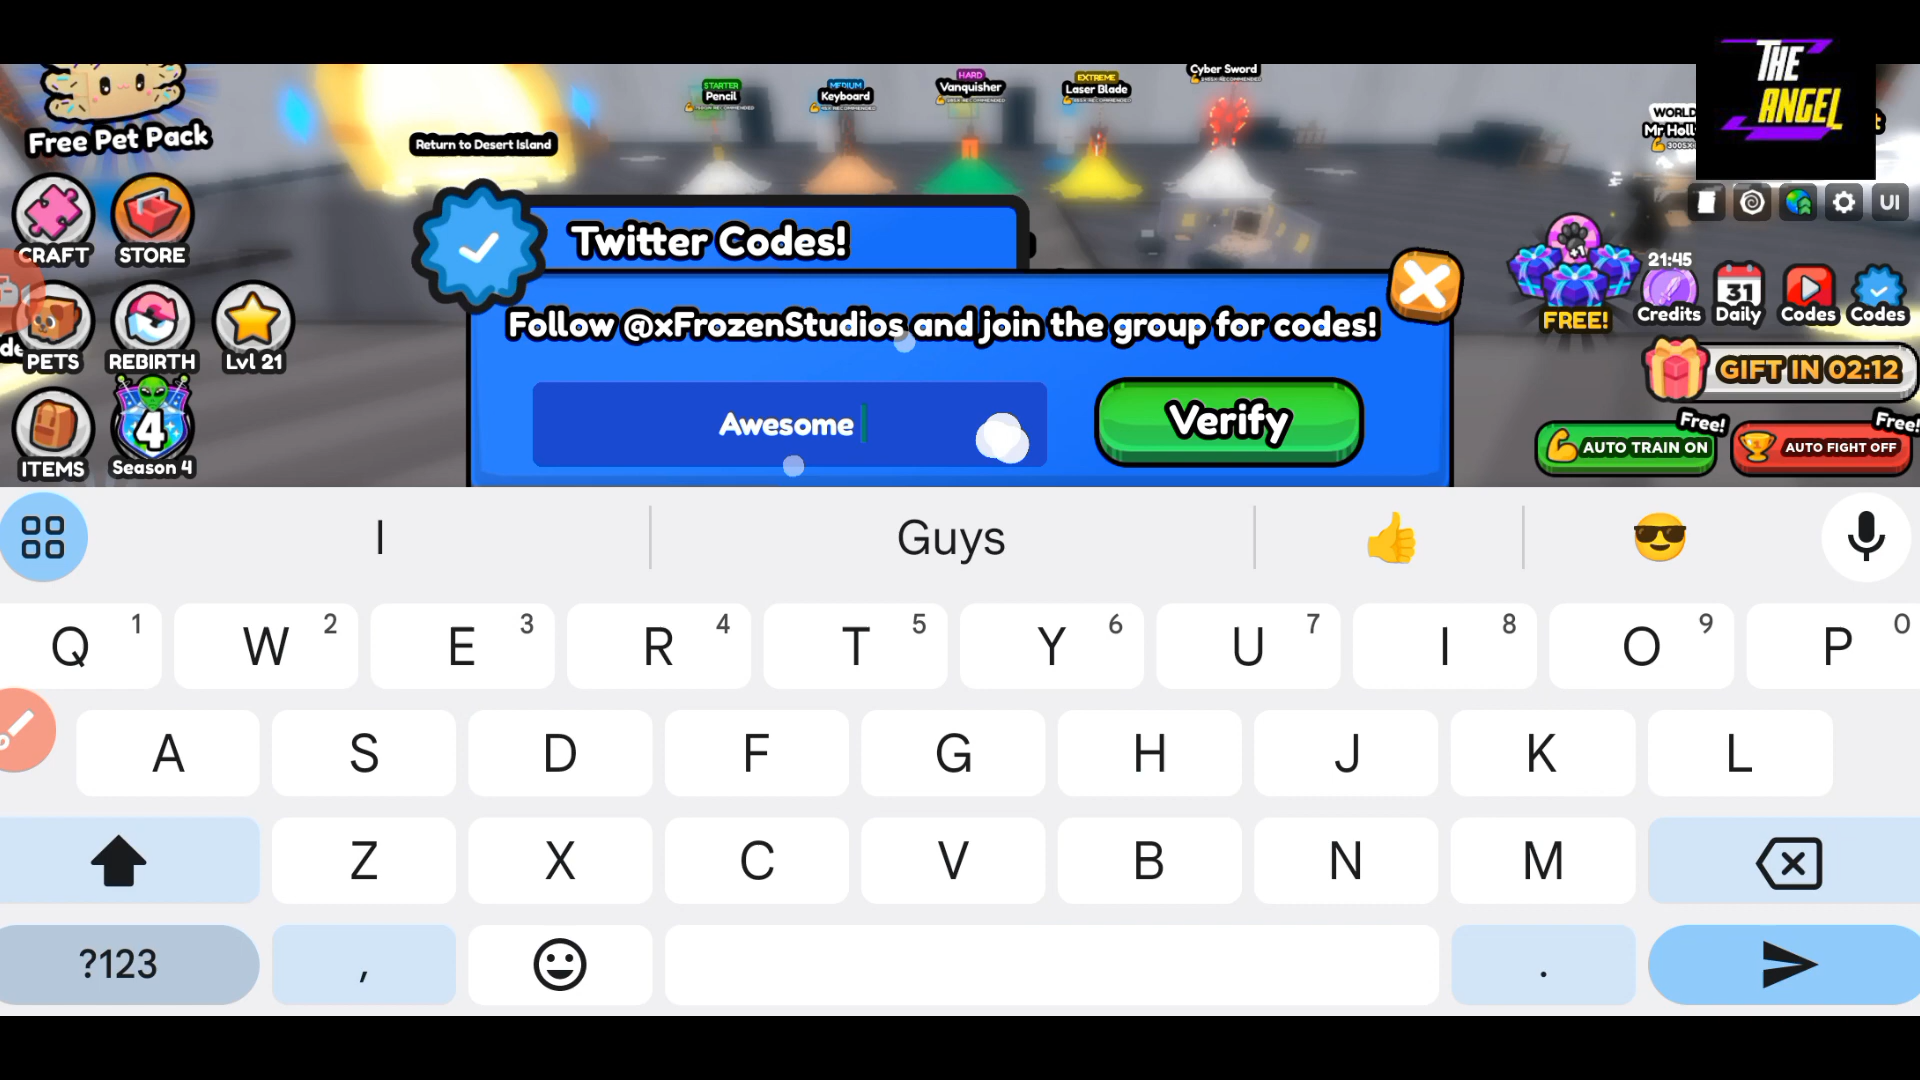 THE
ANGEL
Free Pet Pack
Return to Desert Island
STARTER
Pencil
MEDIUM
Keyboard
HARD
Vanquisher
EXTREME
Laser Blade
Cyber Sword
WORLD
Mr Holl
UI
CRAFT
STORE
Twitter Codes!
Follow @xFrozenStudios and join the group for codes!
Awesome
Verify
PETS
REBIRTH
Lvl 21
ITEMS
4
Season 4
+1
FREE!
21:45
Credits
31
Daily
Codes
Codes
GIFT IN 02:12
Free!
AUTO TRAIN ON
Free!
AUTO FIGHT OFF
I
Guys
Q 1 W 2 E 3 R 4 T 5 Y 6 U 7 I 8 O 9 P 0
A S D F G H J K L
Z X C V B N M
?123 , .